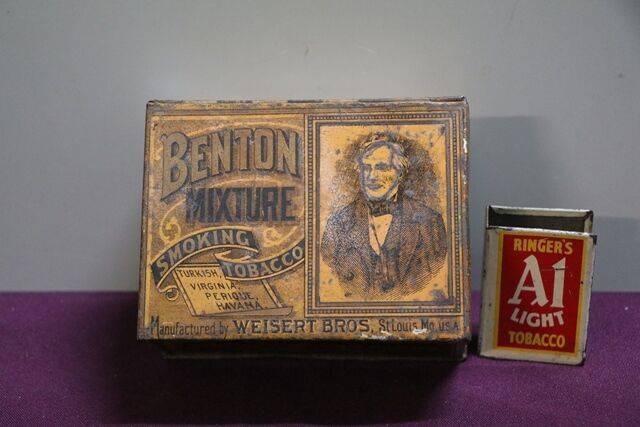 BENTON
MIXTURE
SMOKING
TOBACCO
TURKISH,
VIRGINIA,
PERIQUE,
HAVANA
Manufactured by WEISERT BROS, St Louis Mo. U.S.A
RINGER'S
A1
LIGHT
TOBACCO